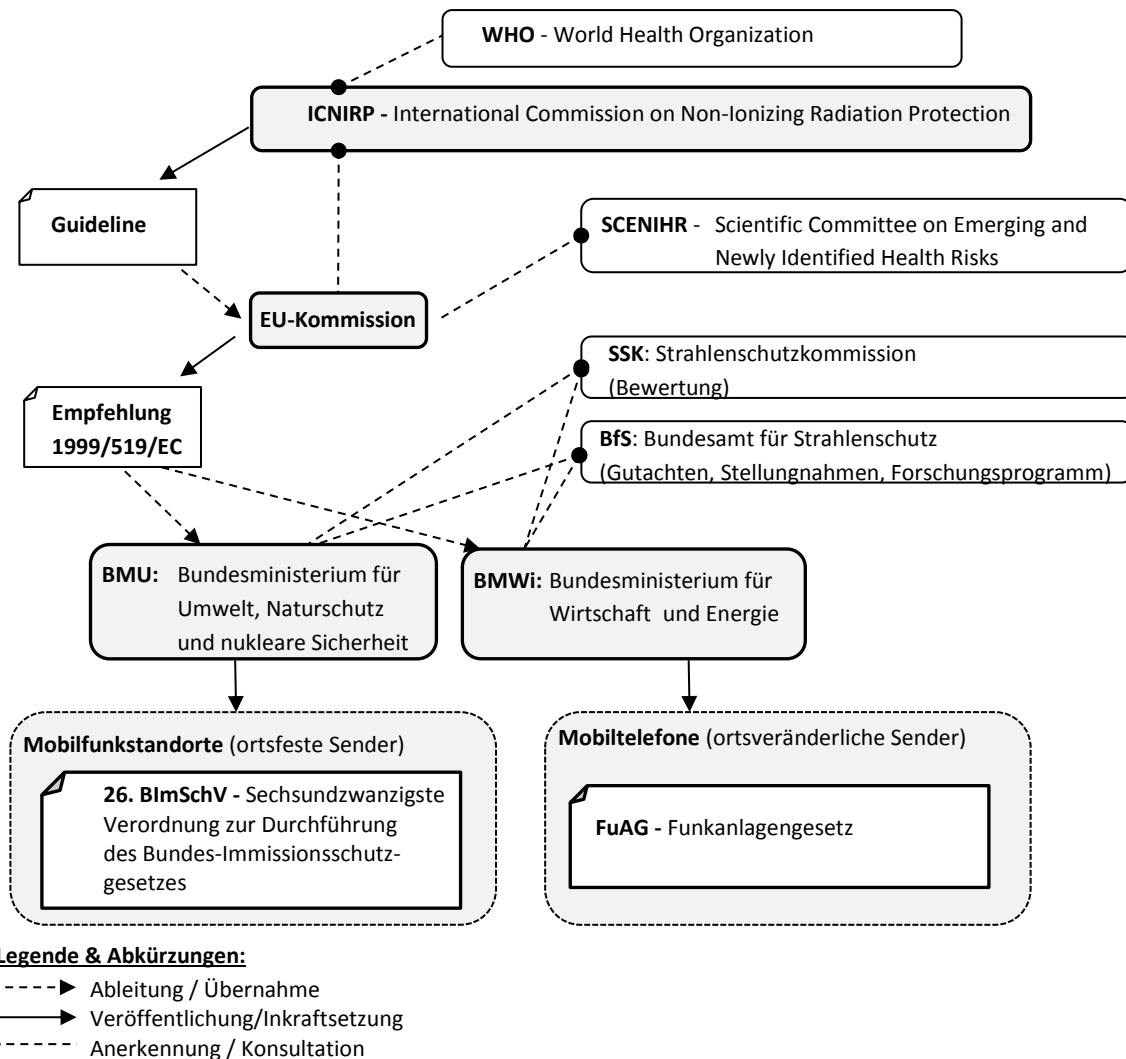 WHO - World Health Organization
ICNIRP - International Commission on Non-Ionizing Radiation Protection
Guideline
SCENIHR - Scientific Committee on Emerging and
Newly Identified Health Risks
EU-Kommission
SSK: Strahlenschutzkommission
(Bewertung)
Empfehlung
1999/519/EC
BfS: Bundesamt für Strahlenschutz
(Gutachten, Stellungnahmen, Forschungsprogramm)
BMU: Bundesministerium für
Umwelt, Naturschutz
und nukleare Sicherheit
BMWi: Bundesministerium für
Wirtschaft und Energie
Mobilfunkstandorte (ortsfeste Sender)
26. BImSchV - Sechsundzwanzigste
Verordnung zur Durchführung
des Bundes-Immissionsschutz-
gesetzes
Mobiltelefone (ortsveränderliche Sender)
FuAG - Funkanlagengesetz
Legende & Abkürzungen:
Ableitung / Übernahme
Veröffentlichung/Inkraftsetzung
Anerkennung / Konsultation